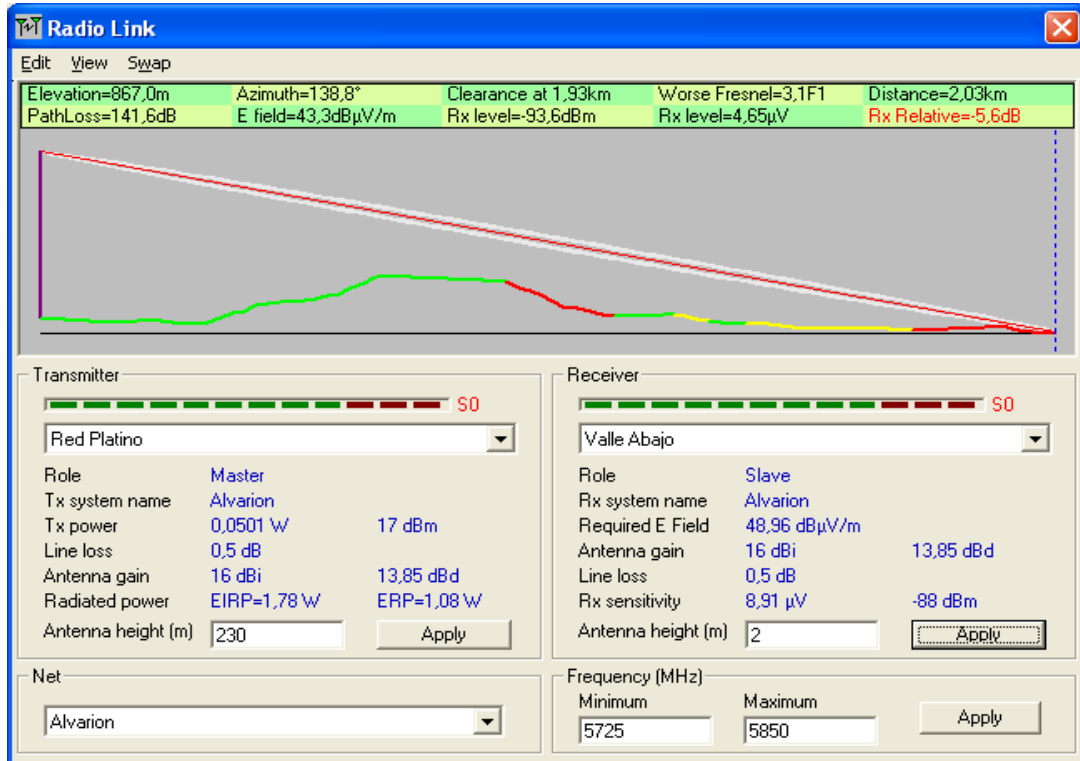 Radio Link
Edit View Swap
Elevation=867,0m Azimuth=138,8° Clearance at 1,93km Worse Fresnel=3,1F1 Distance=2,03km
PathLoss=141,6dB E field=43,3dBµV/m Rx level=-93,6dBm Rx level=4,65µV Rx Relative=-5,6dB
Transmitter
S0
Red Platino
Role Master
Tx system name Alvarion
Tx power 0,0501 W 17 dBm
Line loss 0,5 dB
Antenna gain 16 dBi 13,85 dBd
Radiated power EIRP=1,78 W ERP=1,08 W
Antenna height (m) 230 Apply
Receiver
S0
Valle Abajo
Role Slave
Rx system name Alvarion
Required E Field 48,96 dBµV/m
Antenna gain 16 dBi 13,85 dBd
Line loss 0,5 dB
Rx sensitivity 8,91 µV -88 dBm
Antenna height (m) 2 Apply
Net
Alvarion
Frequency (MHz)
Minimum Maximum
5725 5850 Apply